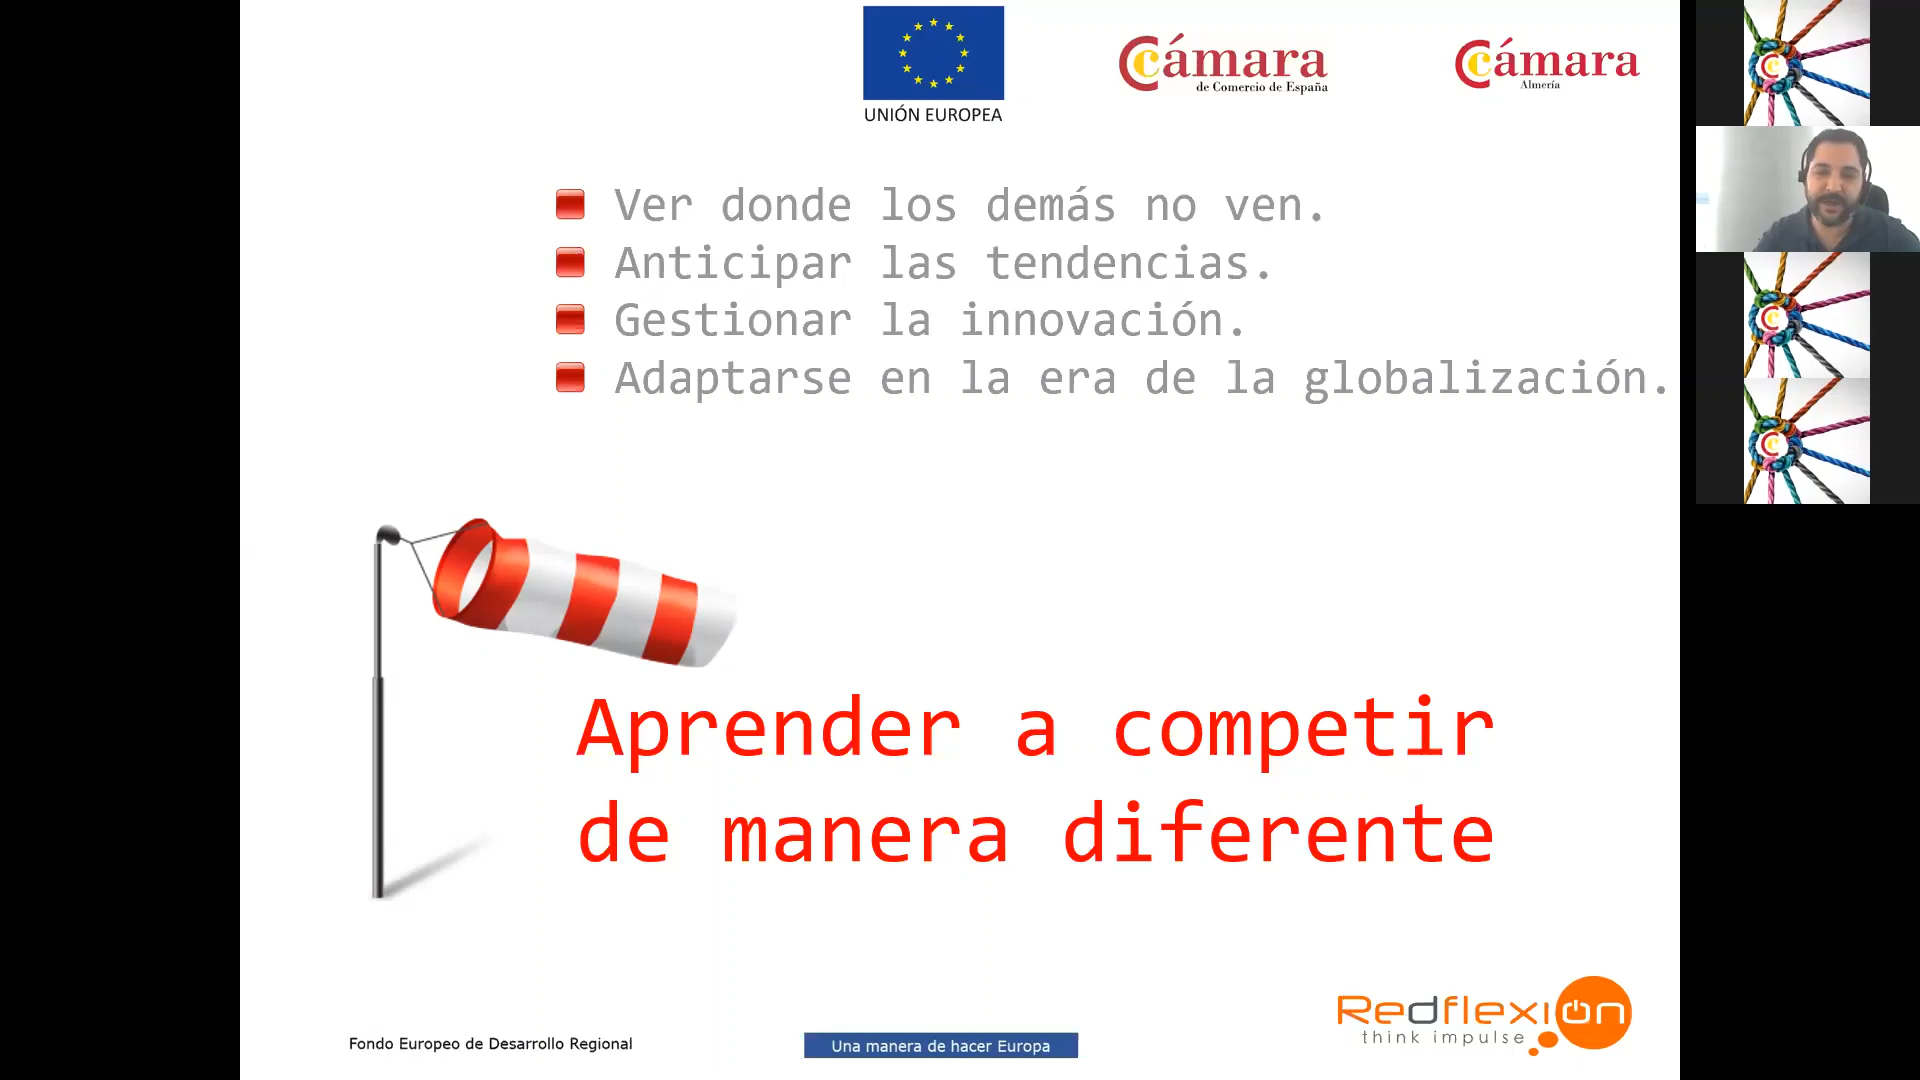 UNIÓN EUROPEA
Cámara
de Comercio de España
Cámara
Almería
Ver donde los demás no ven.
Anticipar las tendencias.
Gestionar la innovación.
Adaptarse en la era de la globalización.
Aprender a competir
de manera diferente
Fondo Europeo de Desarrollo Regional
Una manera de hacer Europa
Redflexion
think impulse